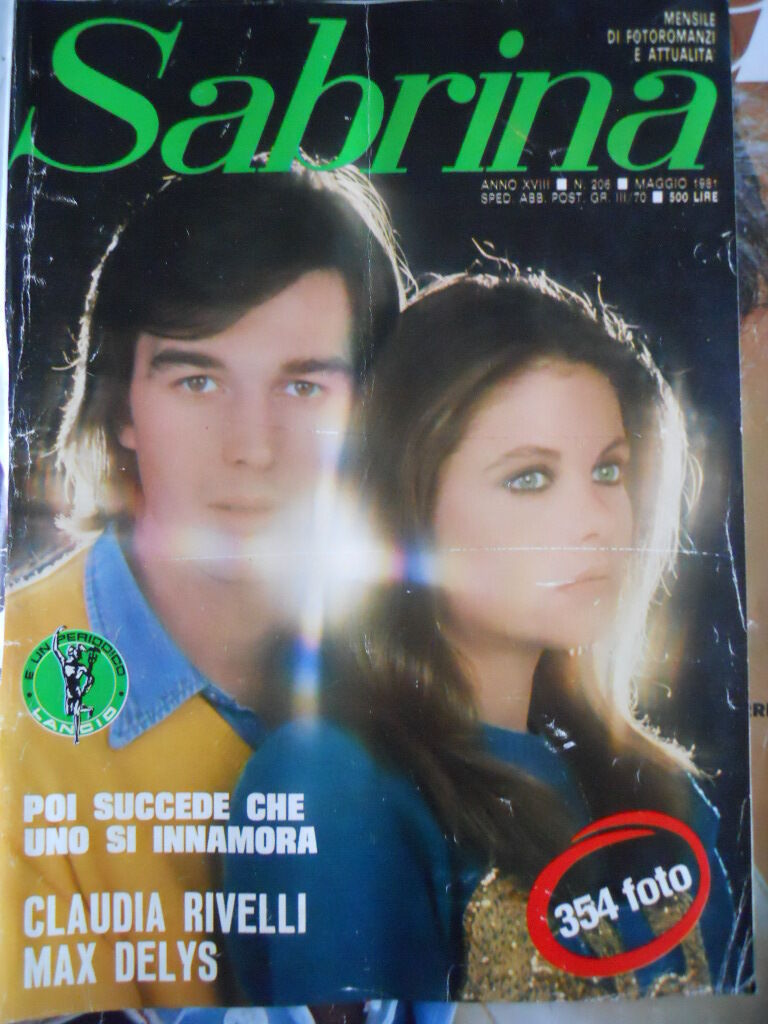 MENSILE
DI FOTOROMANZI
E ATTUALITA'
Sabrina
ANNO XVIII ■ N. 206 ■ MAGGIO 1981
SPED. ABB. POST. GR. III/70 ■ 500 LIRE
È UN PERIODICO
LANCIO
POI SUCCEDE CHE
UNO SI INNAMORA
CLAUDIA RIVELLI
MAX DELYS
354 foto